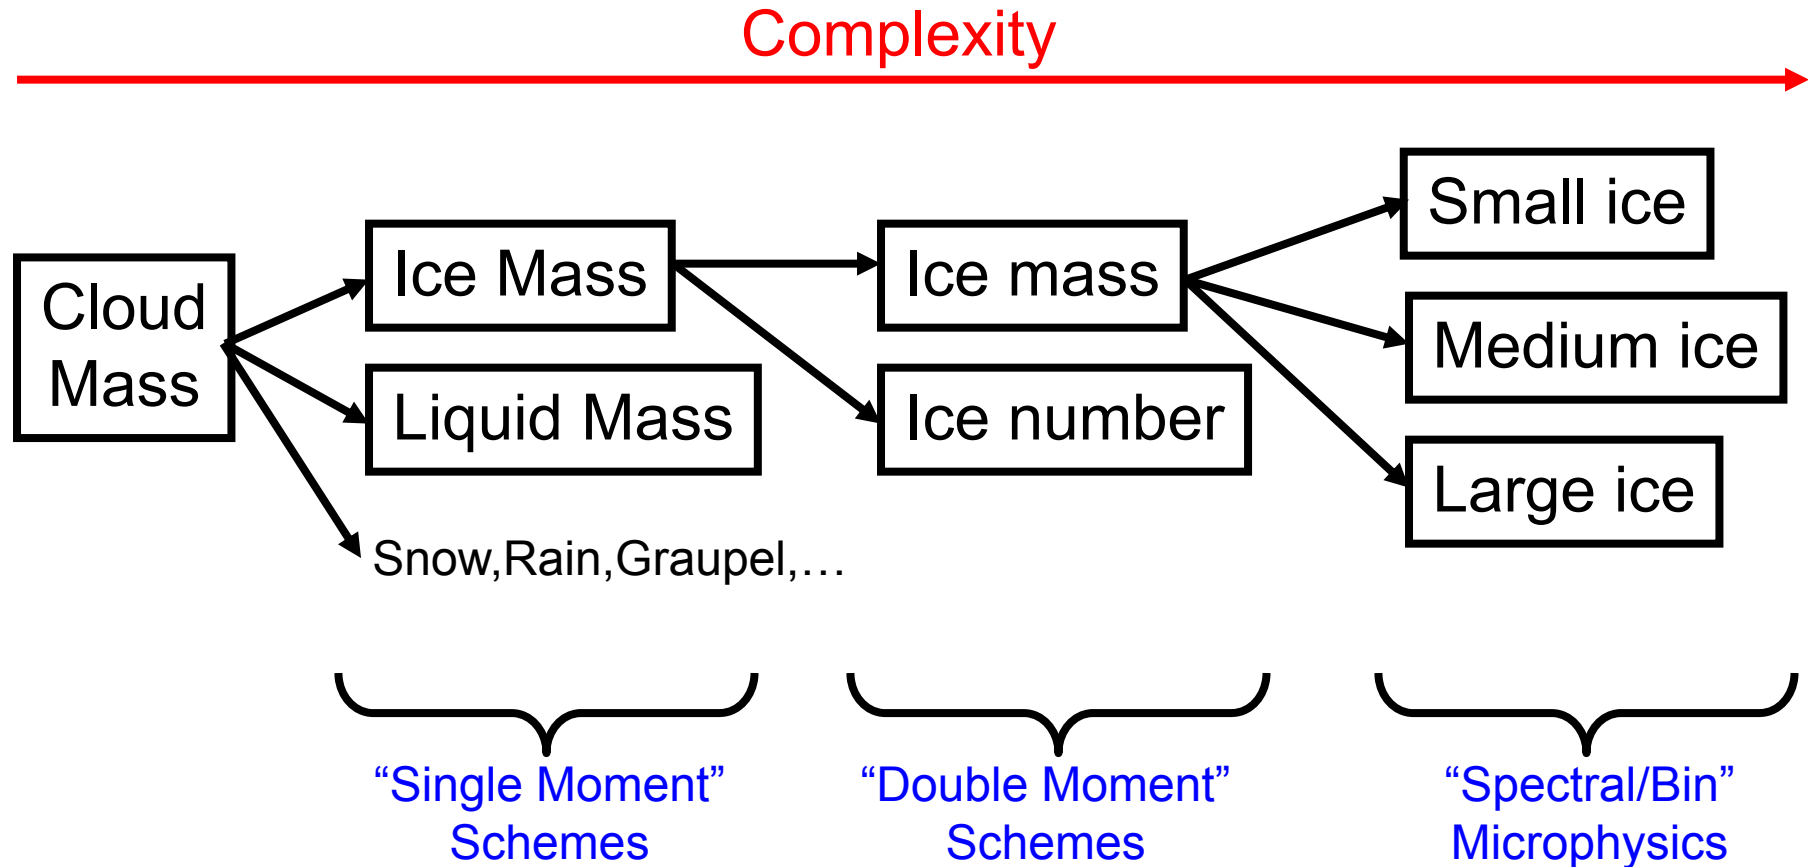 Complexity
Cloud
Mass
Ice Mass
Liquid Mass
Snow,Rain,Graupel,…
Ice mass
Ice number
Small ice
Medium ice
Large ice
“Single Moment”
Schemes
“Double Moment”
Schemes
“Spectral/Bin”
Microphysics